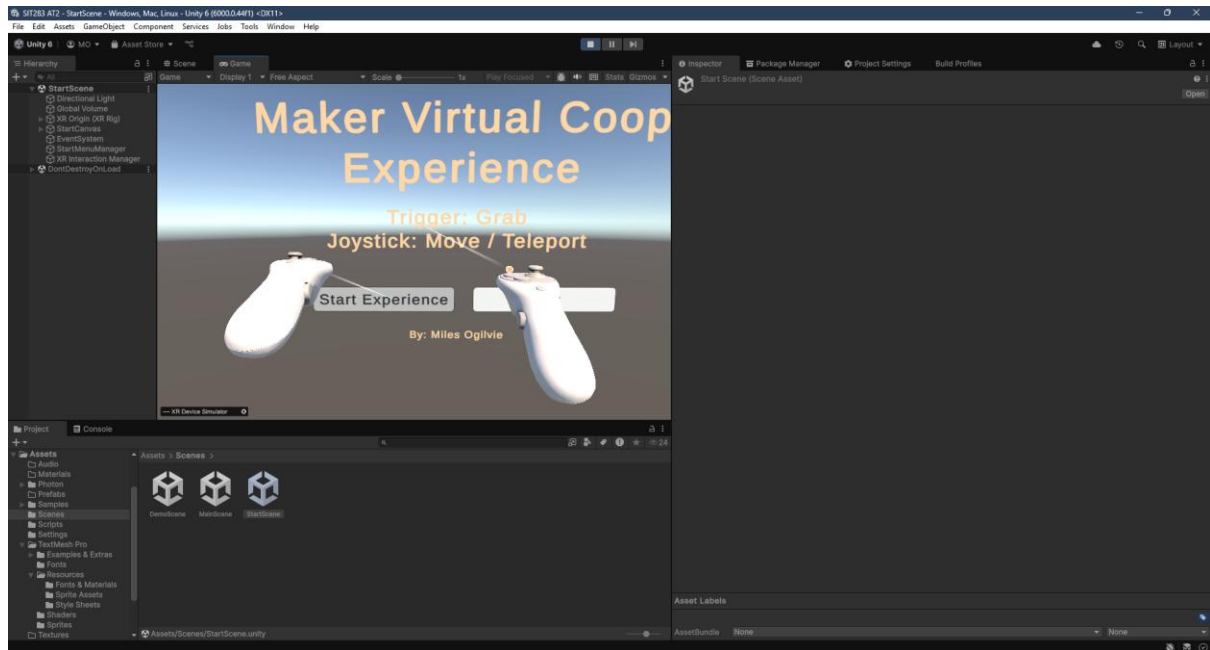 SIT283 AT2 - StartScene - Windows, Mac, Linux - Unity 6 (6000.0.44f1) <DX11>
File Edit Assets GameObject Component Services Jobs Tools Window Help
Unity 6 MO Asset Store Layout
Hierarchy Scene Game Inspector Package Manager Project Settings Build Profiles
All Game Display 1 Free Aspect Scale 1x Play Focused Stats Gizmos
Start Scene (Scene Asset)
Open
StartScene
Directional Light
Global Volume
XR Origin (XR Rig)
StartCanvas
EventSystem
StartMenuManager
XR Interaction Manager
DontDestroyOnLoad
Maker Virtual Coop
Experience
Trigger: Grab
Joystick: Move / Teleport
Start Experience
By: Miles Ogilvie
XR Device Simulator
Project Console
24
Assets
Audio
Materials
Photon
Prefabs
Samples
Scenes
Scripts
Settings
TextMesh Pro
Examples & Extras
Fonts
Resources
Fonts & Materials
Sprite Assets
Style Sheets
Shaders
Sprites
Textures
Assets > Scenes >
DemoScene MainScene StartScene
Assets/Scenes/StartScene.unity
Asset Labels
AssetBundle None None